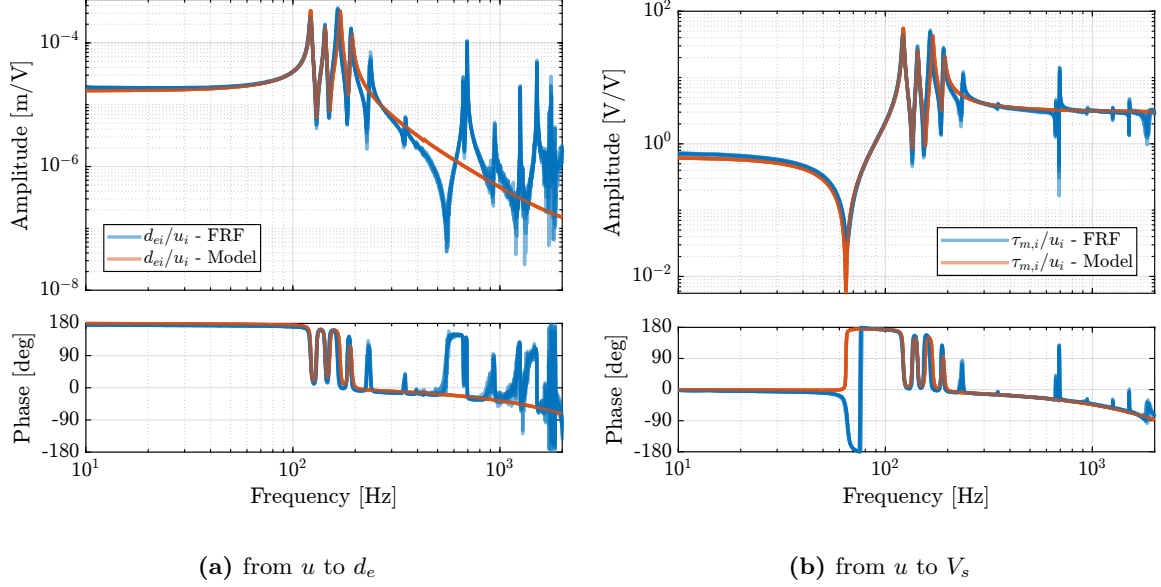 10^-4
10^-6
10^-8
Amplitude [m/V]
d_ei/u_i - FRF
d_ei/u_i - Model
180
90
0
-90
-180
Phase [deg]
10^1
10^2
10^3
Frequency [Hz]
(a) from u to d_e
10^2
10^0
10^-2
Amplitude [V/V]
τ_m,i/u_i - FRF
τ_m,i/u_i - Model
180
90
0
-90
-180
Phase [deg]
10^1
10^2
10^3
Frequency [Hz]
(b) from u to V_s